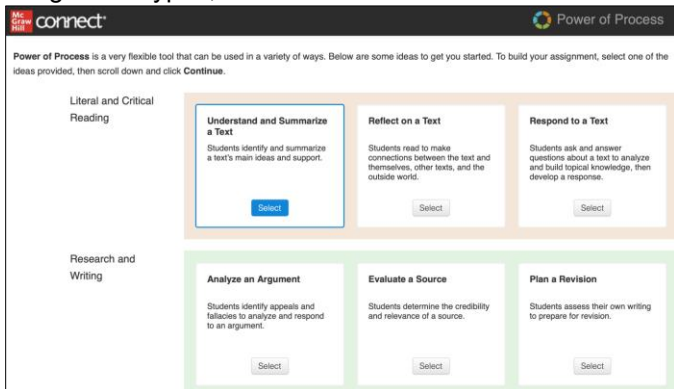 Mc
Graw
Hill
connect
Power of Process
Power of Process is a very flexible tool that can be used in a variety of ways. Below are some ideas to get you started. To build your assignment, select one of the
ideas provided, then scroll down and click Continue.
Literal and Critical
Reading
Understand and Summarize
a Text
Students identify and summarize
a text's main ideas and support.
Select
Reflect on a Text
Students read to make
connections between the text and
themselves, other texts, and the
outside world.
Select
Respond to a Text
Students ask and answer
questions about a text to analyze
and build topical knowledge, then
develop a response.
Select
Research and
Writing
Analyze an Argument
Students identify appeals and
fallacies to analyze and respond
to an argument.
Select
Evaluate a Source
Students determine the credibility
and relevance of a source.
Select
Plan a Revision
Students assess their own writing
to prepare for revision.
Select